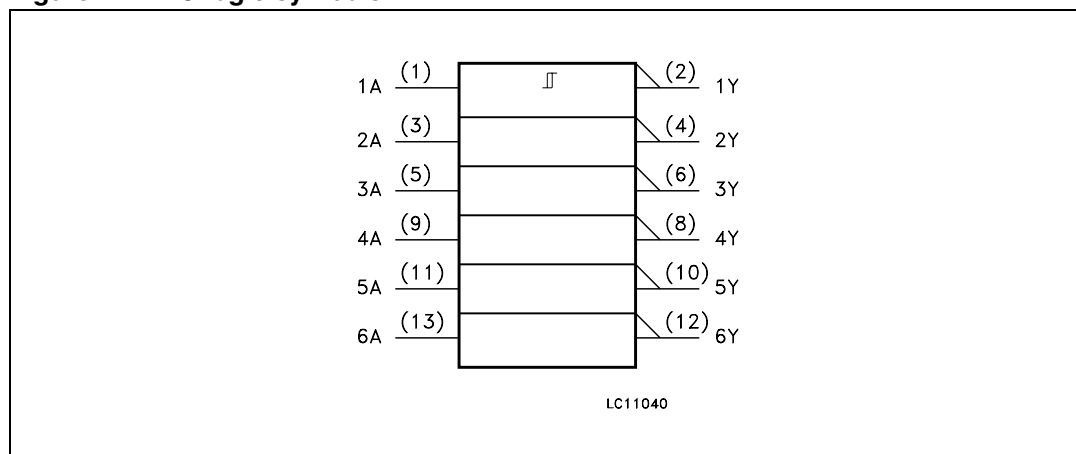 1A (1) (2) 1Y
2A (3) (4) 2Y
3A (5) (6) 3Y
4A (9) (8) 4Y
5A (11) (10) 5Y
6A (13) (12) 6Y
LC11040